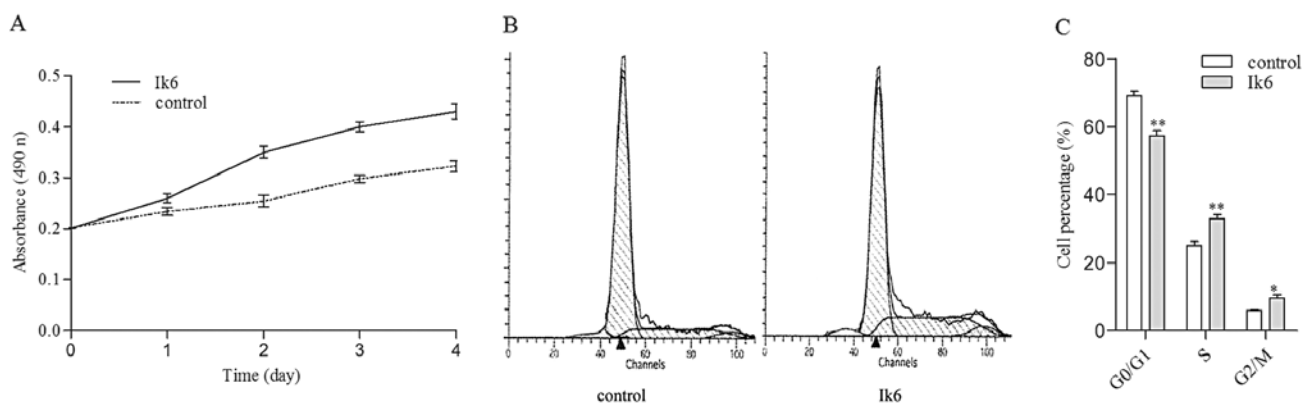 A
0.5
0.4
0.3
0.2
0.1
0.0
Absorbance (490 n)
Ik6
control
0 1 2 3 4
Time (day)
B
0 20 40 60 80 100
Channels
control
0 20 40 60 80 100
Channels
Ik6
C
80
60
40
20
0
Cell percentage (%)
control
Ik6
**
**
*
G0/G1
S
G2/M